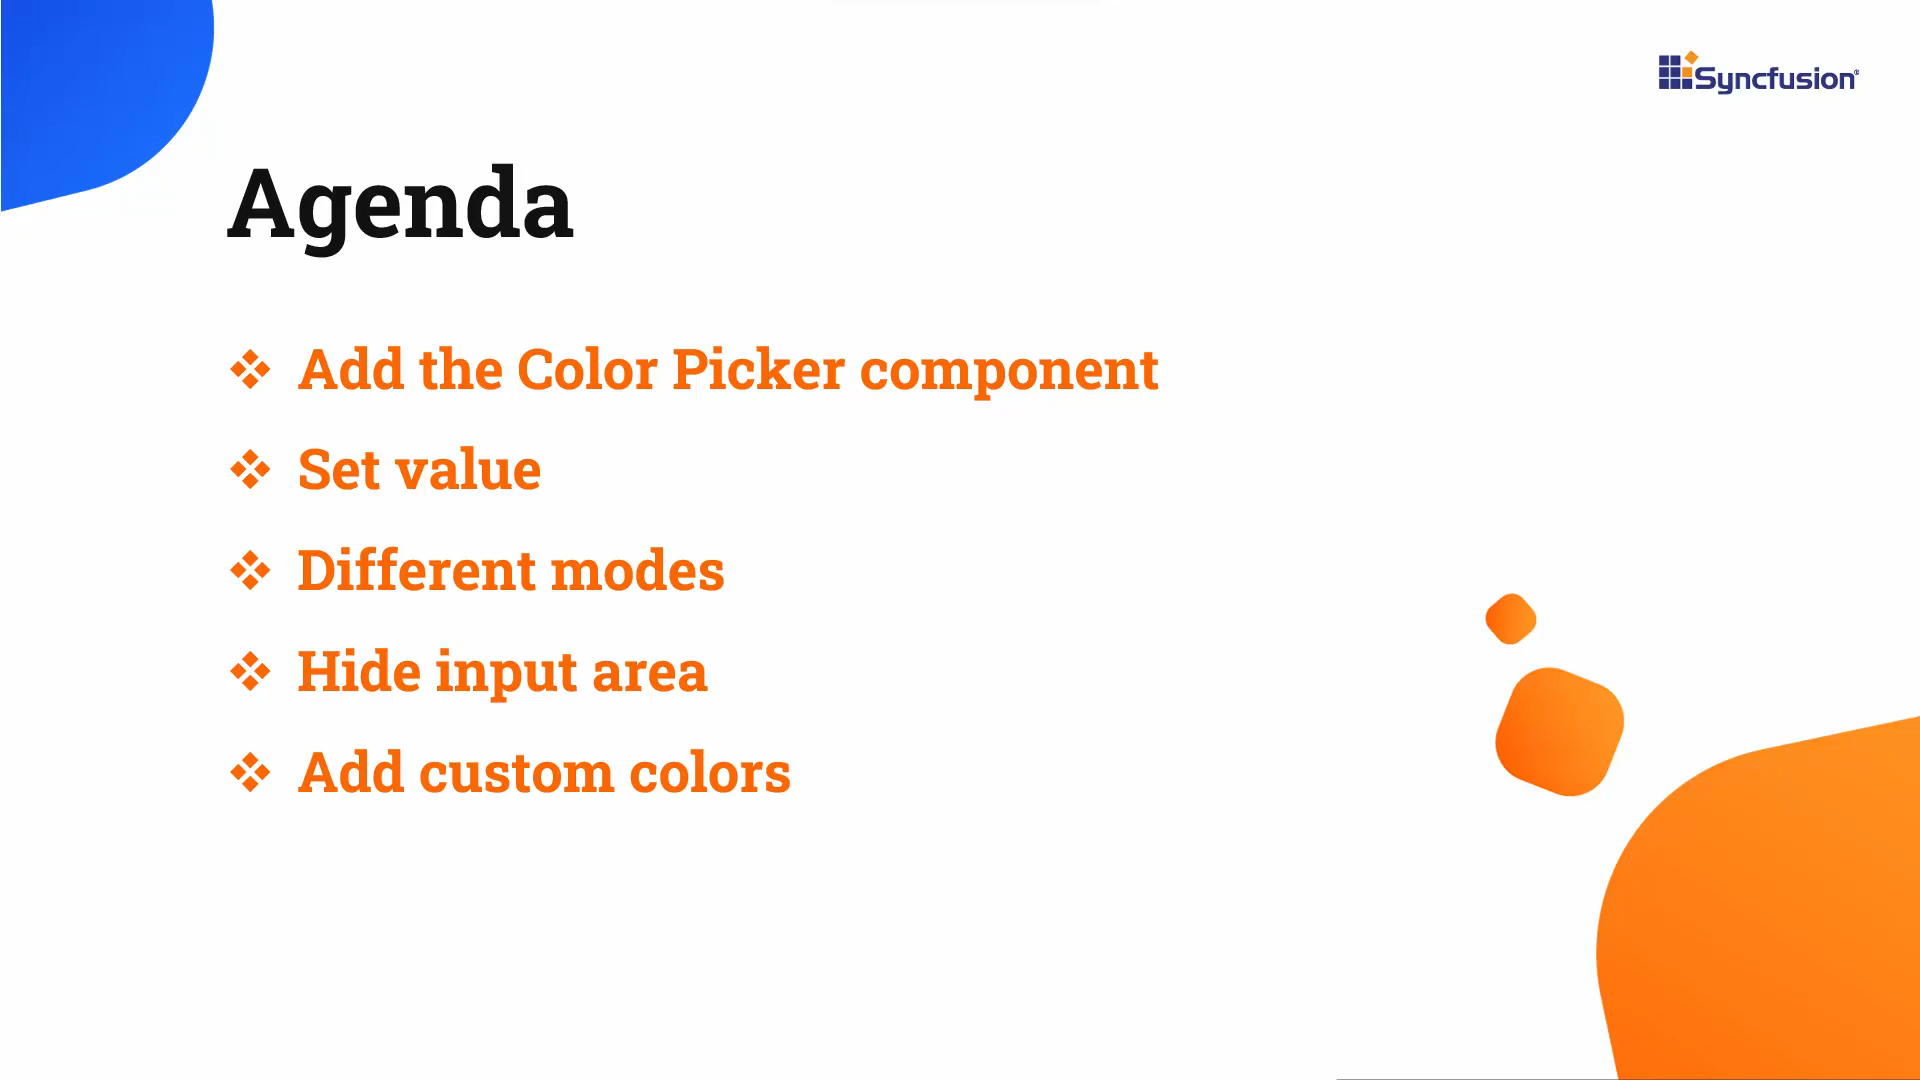 Syncfusion®
Agenda
❖ Add the Color Picker component
❖ Set value
❖ Different modes
❖ Hide input area
❖ Add custom colors